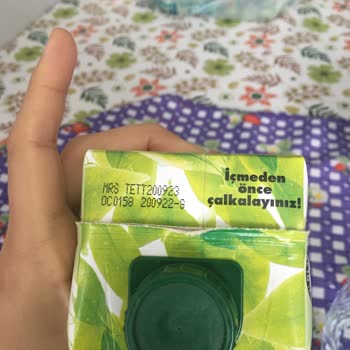 MRS TETT200923
OC0158 200922-G
İçmeden
önce
çalkalayınız!